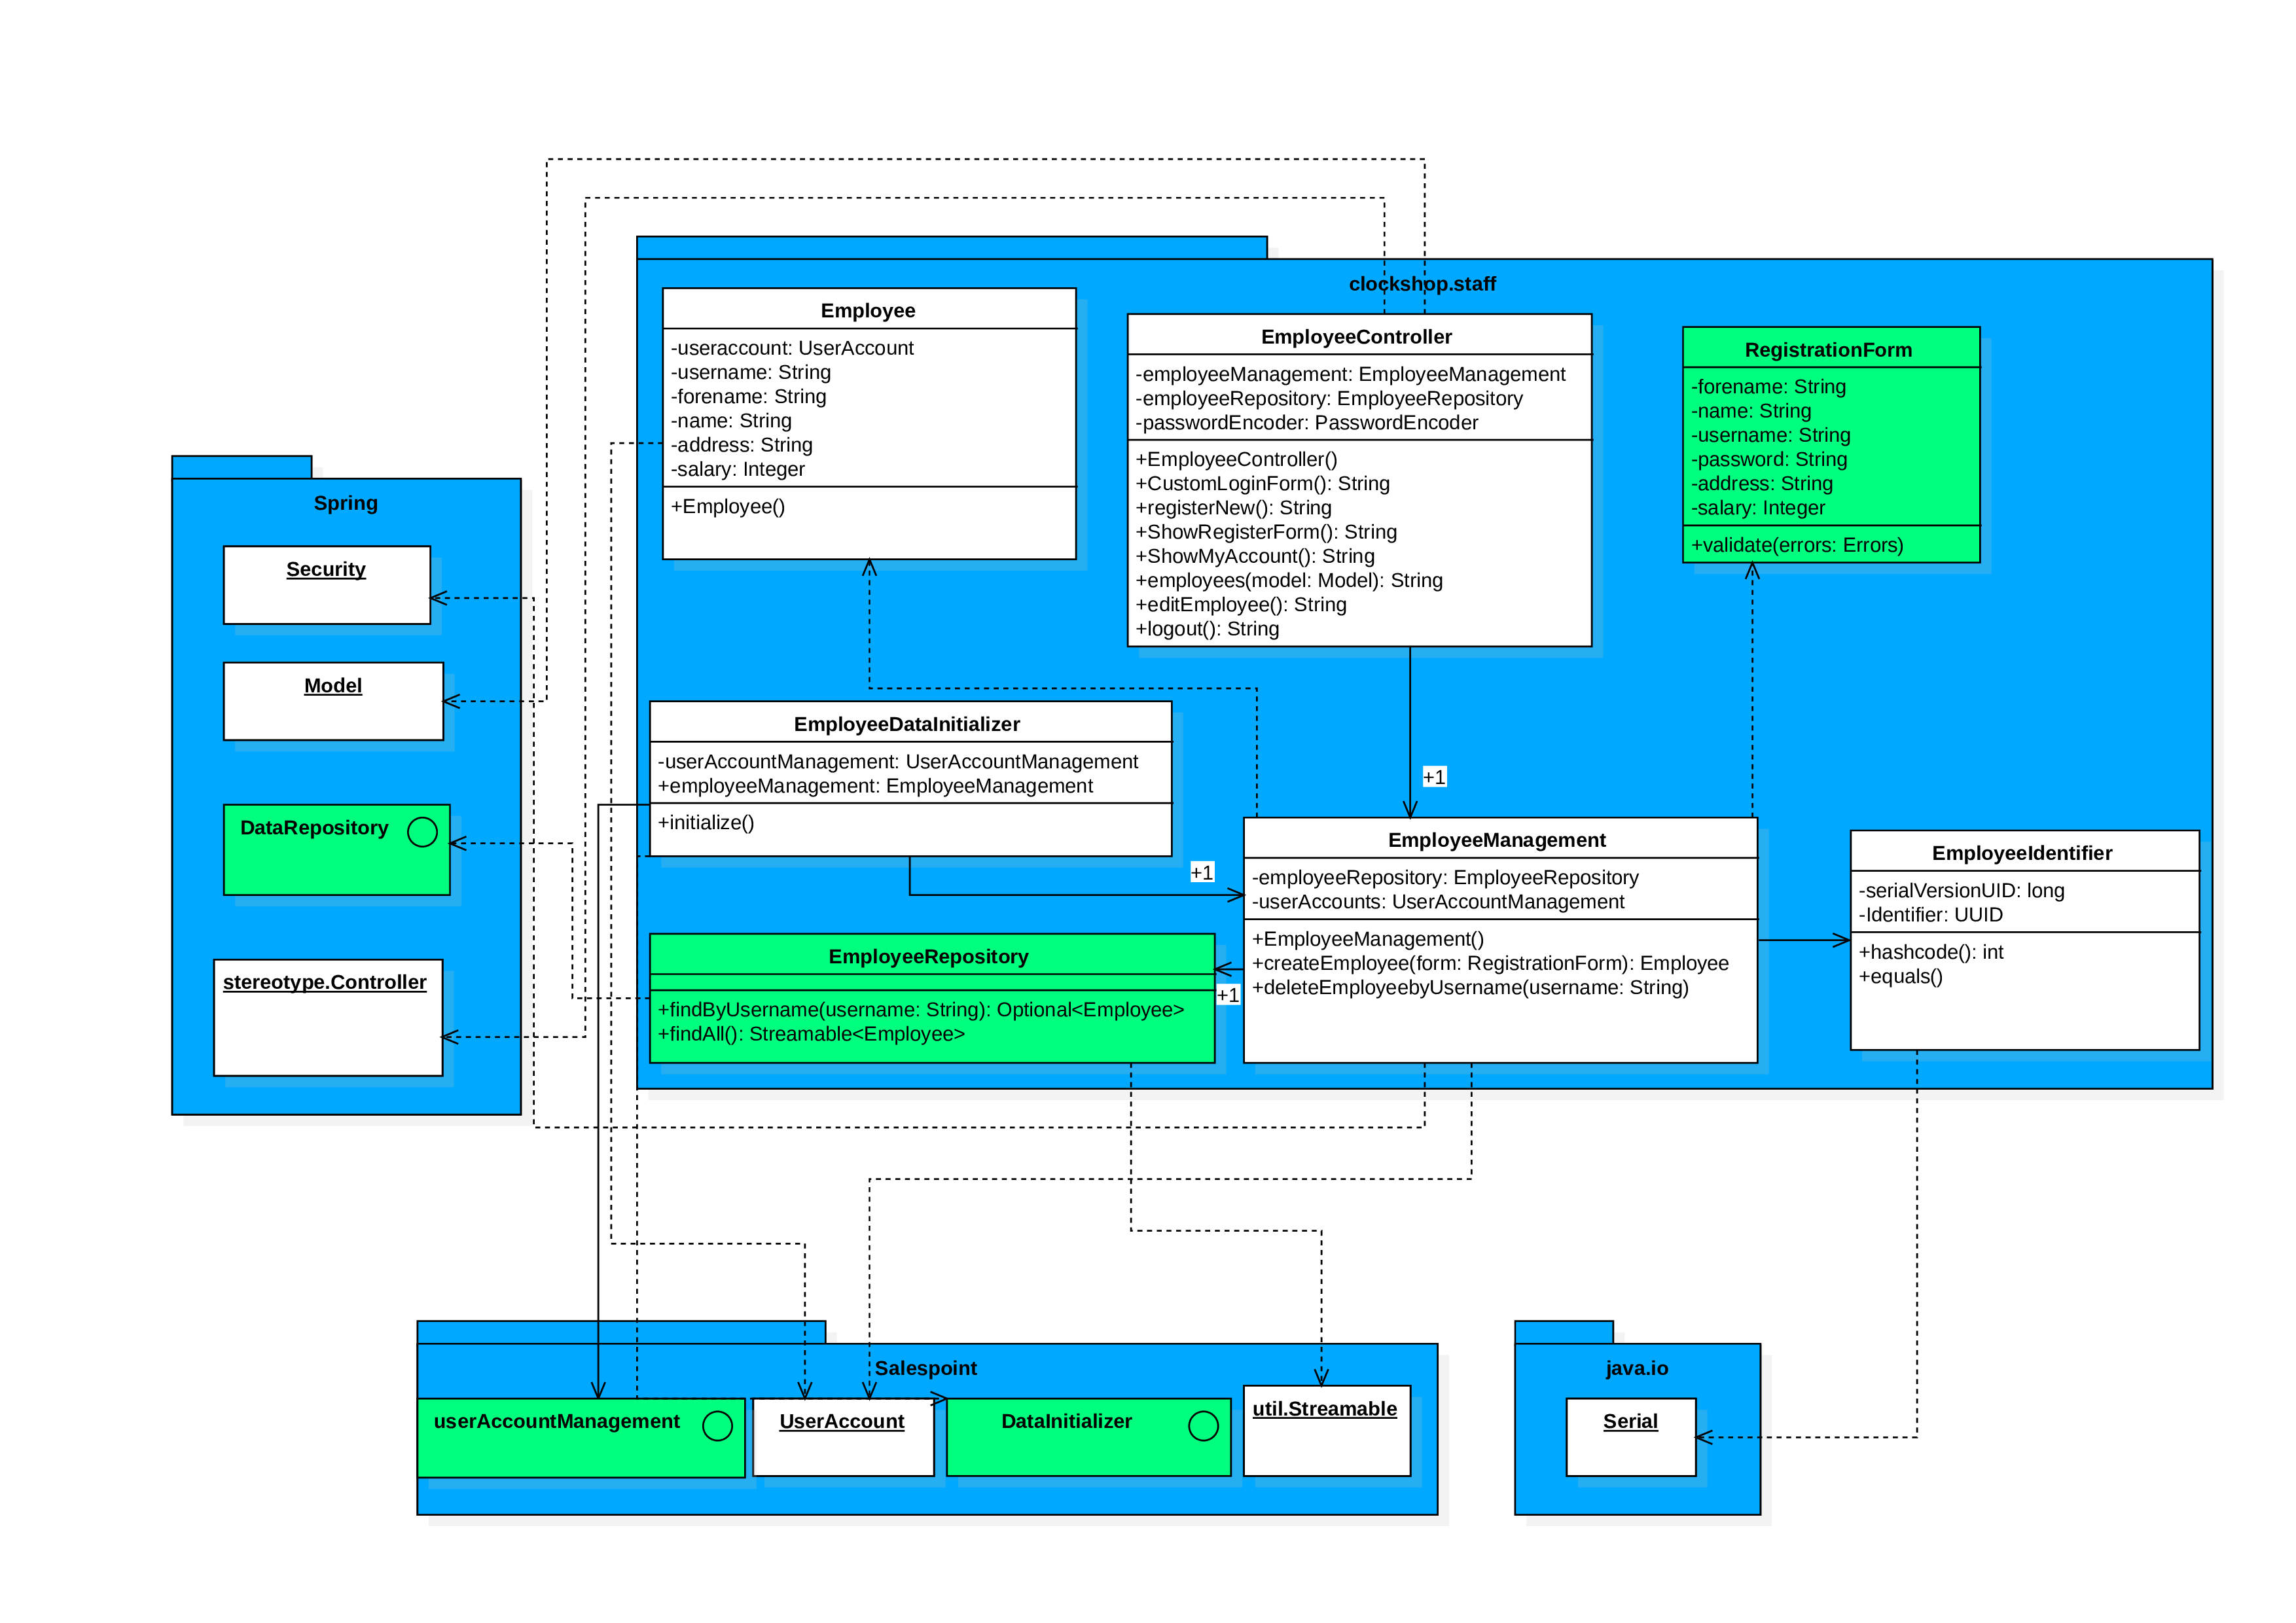 clockshop.staff
Employee
-useraccount: UserAccount
-username: String
-forename: String
-name: String
-address: String
-salary: Integer
+Employee()
EmployeeController
-employeeManagement: EmployeeManagement
-employeeRepository: EmployeeRepository
-passwordEncoder: PasswordEncoder
+EmployeeController()
+CustomLoginForm(): String
+registerNew(): String
+ShowRegisterForm(): String
+ShowMyAccount(): String
+employees(model: Model): String
+editEmployee(): String
+logout(): String
RegistrationForm
-forename: String
-name: String
-username: String
-password: String
-address: String
-salary: Integer
+validate(errors: Errors)
Spring
Security
Model
DataRepository
stereotype.Controller
EmployeeDataInitializer
-userAccountManagement: UserAccountManagement
+employeeManagement: EmployeeManagement
+initialize()
+1
+1
EmployeeManagement
-employeeRepository: EmployeeRepository
-userAccounts: UserAccountManagement
+EmployeeManagement()
+createEmployee(form: RegistrationForm): Employee
+deleteEmployeebyUsername(username: String)
EmployeeIdentifier
-serialVersionUID: long
-Identifier: UUID
+hashcode(): int
+equals()
EmployeeRepository
+findByUsername(username: String): Optional<Employee>
+findAll(): Streamable<Employee>
+1
Salespoint
userAccountManagement
UserAccount
DataInitializer
util.Streamable
java.io
Serial